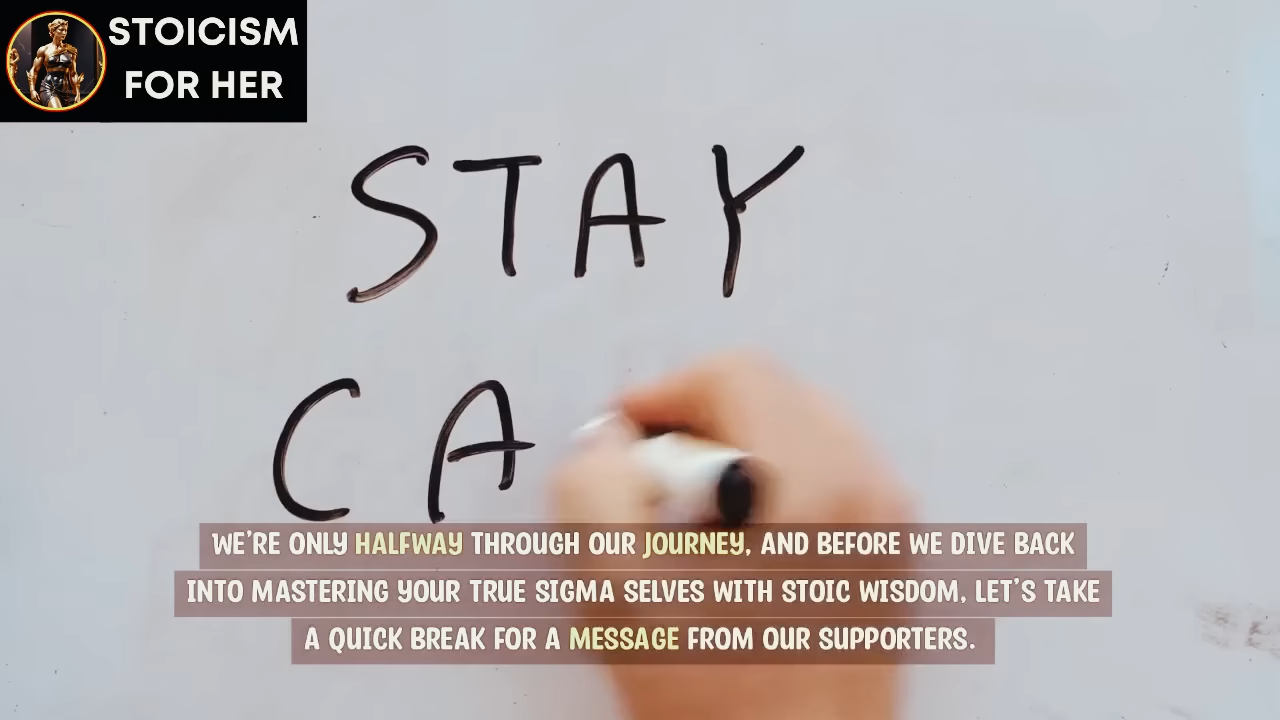 STOICISM
FOR HER
STAY
CA
WE'RE ONLY HALFWAY THROUGH OUR JOURNEY, AND BEFORE WE DIVE BACK
INTO MASTERING YOUR TRUE SIGMA SELVES WITH STOIC WISDOM, LET'S TAKE
A QUICK BREAK FOR A MESSAGE FROM OUR SUPPORTERS.